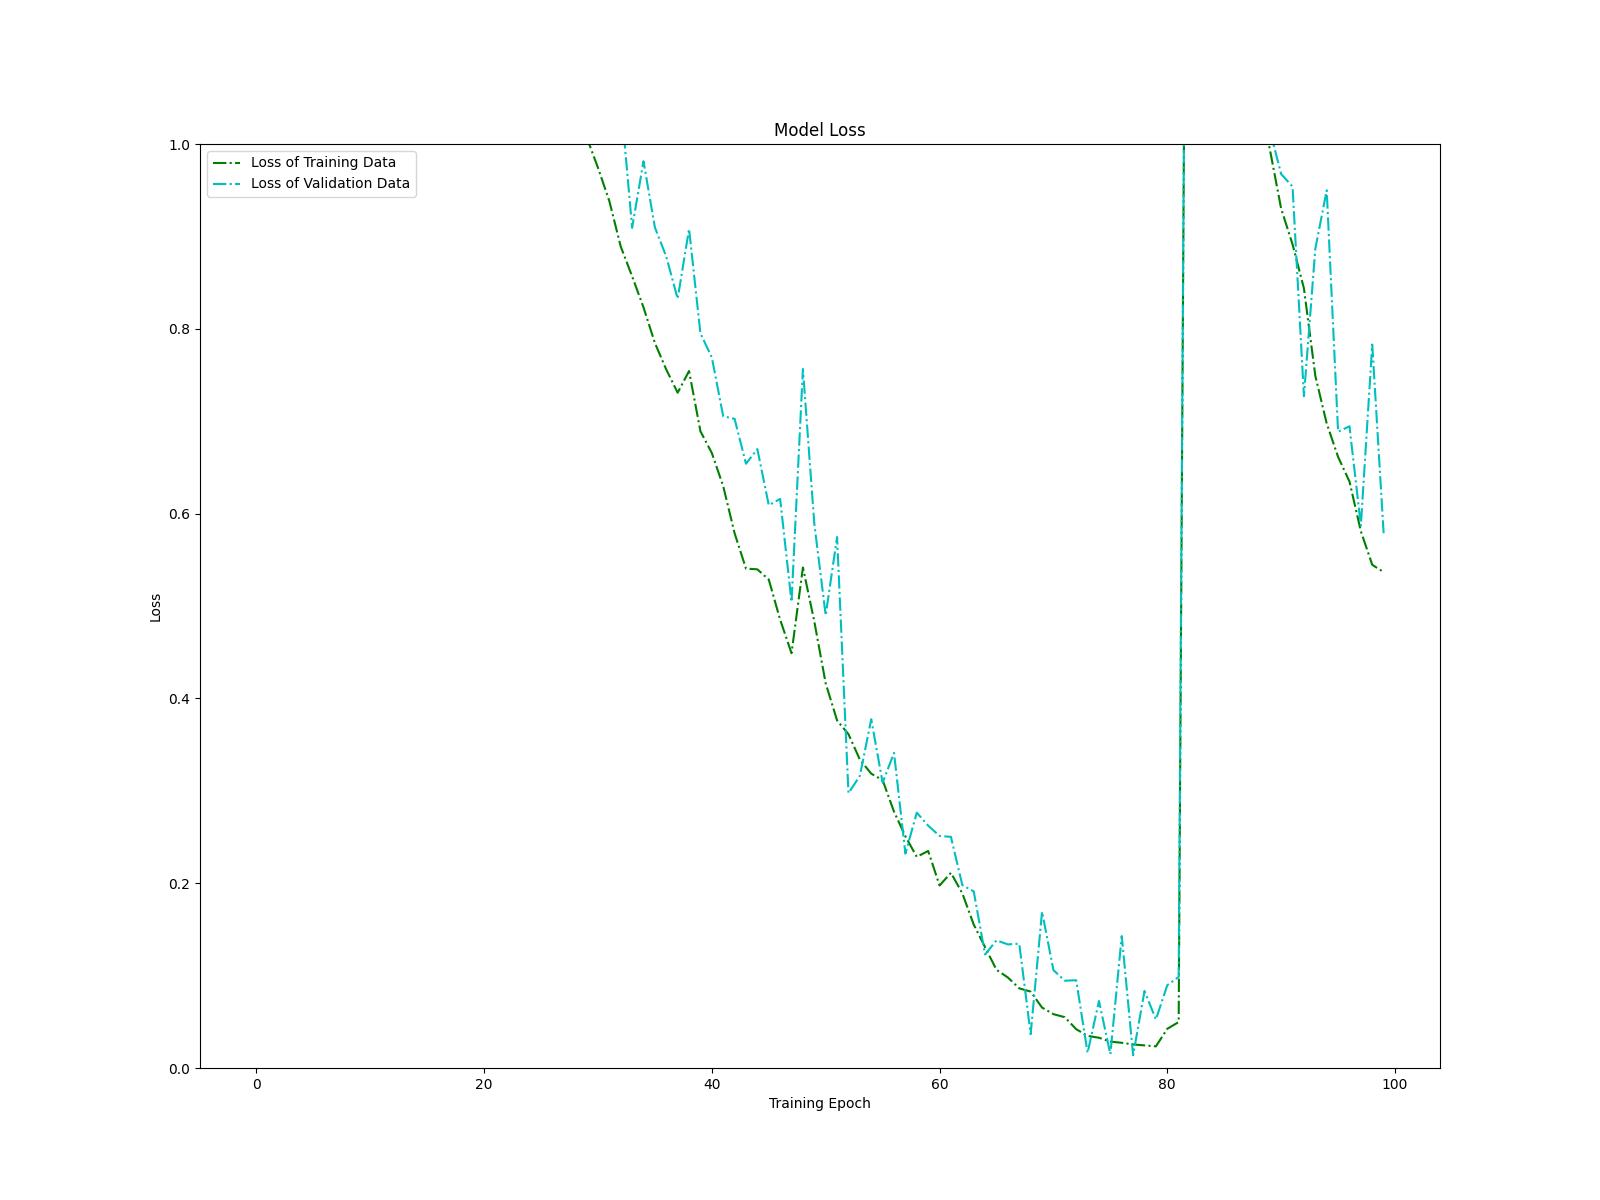 Model Loss
Loss of Training Data
Loss of Validation Data
1.0
0.8
0.6
0.4
0.2
0.0
Loss
0 20 40 60 80 100
Training Epoch